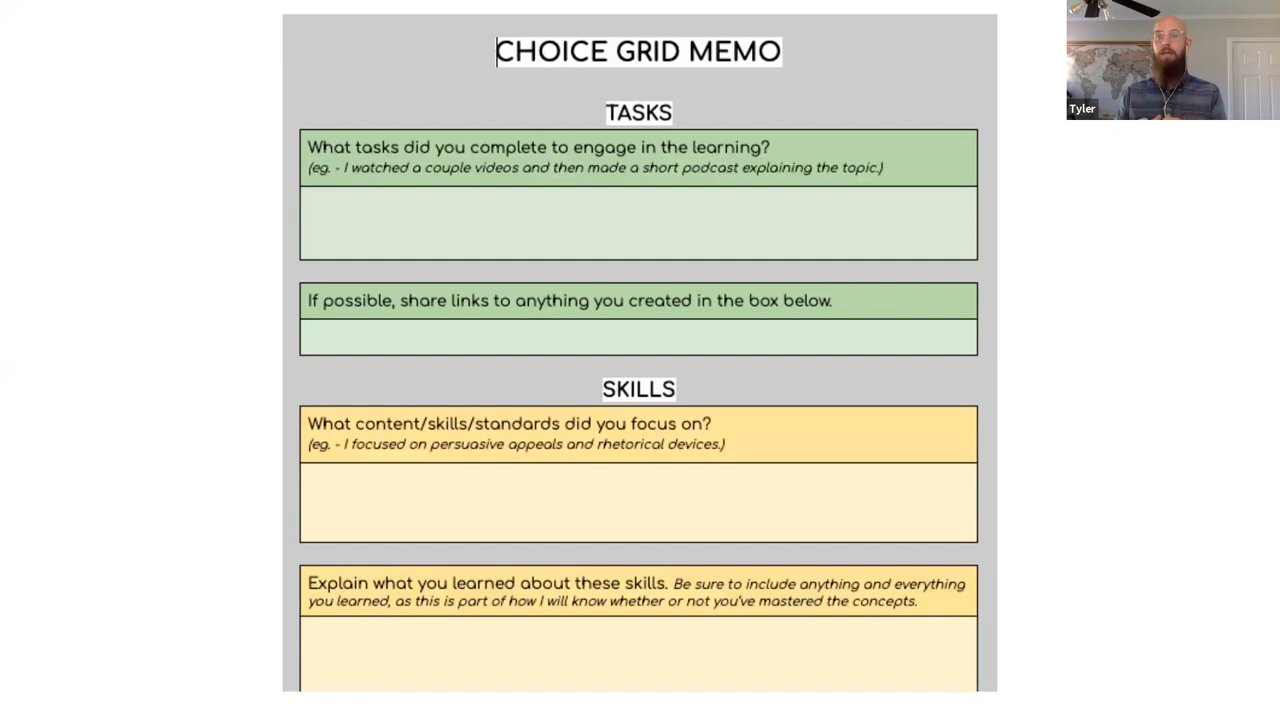 CHOICE GRID MEMO
TASKS
What tasks did you complete to engage in the learning?
(eg. - I watched a couple videos and then made a short podcast explaining the topic.)
If possible, share links to anything you created in the box below.
SKILLS
What content/skills/standards did you focus on?
(eg. - I focused on persuasive appeals and rhetorical devices.)
Explain what you learned about these skills. Be sure to include anything and everything
you learned, as this is part of how I will know whether or not you've mastered the concepts.
Tyler